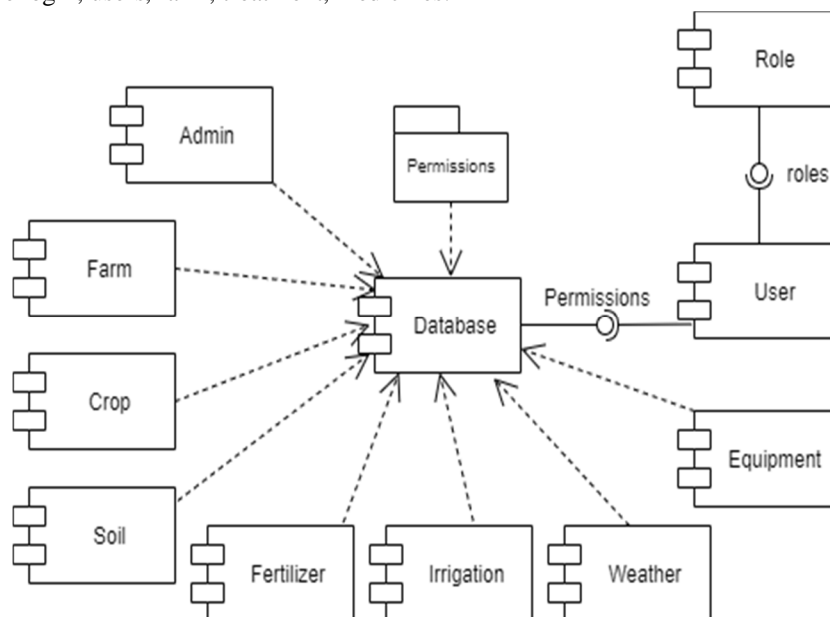 Role
Admin
Permissions
roles
Farm
User
Permissions
Database
Crop
Equipment
Soil
Fertilizer
Irrigation
Weather